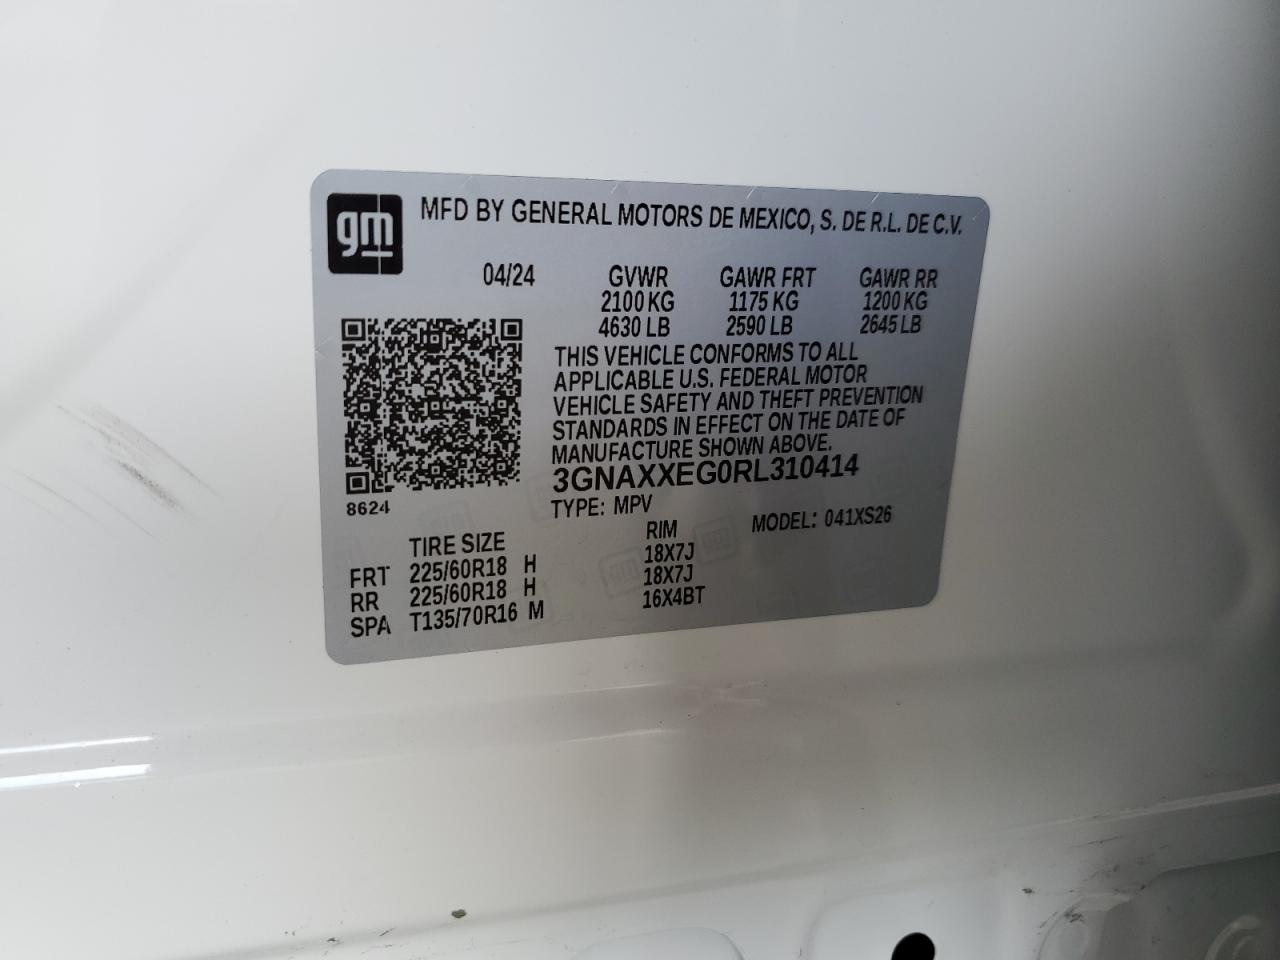 gm
MFD BY GENERAL MOTORS DE MEXICO, S. DE R.L. DE C.V.
04/24 GVWR GAWR FRT GAWR RR
2100 KG 1175 KG 1200 KG
4630 LB 2590 LB 2645 LB
THIS VEHICLE CONFORMS TO ALL
APPLICABLE U.S. FEDERAL MOTOR
VEHICLE SAFETY AND THEFT PREVENTION
STANDARDS IN EFFECT ON THE DATE OF
MANUFACTURE SHOWN ABOVE.
3GNAXXEG0RL310414
8624
TYPE: MPV MODEL: 041XS26
TIRE SIZE RIM
FRT 225/60R18 H 18X7J
RR 225/60R18 H 18X7J
SPA T135/70R16 M 16X4BT